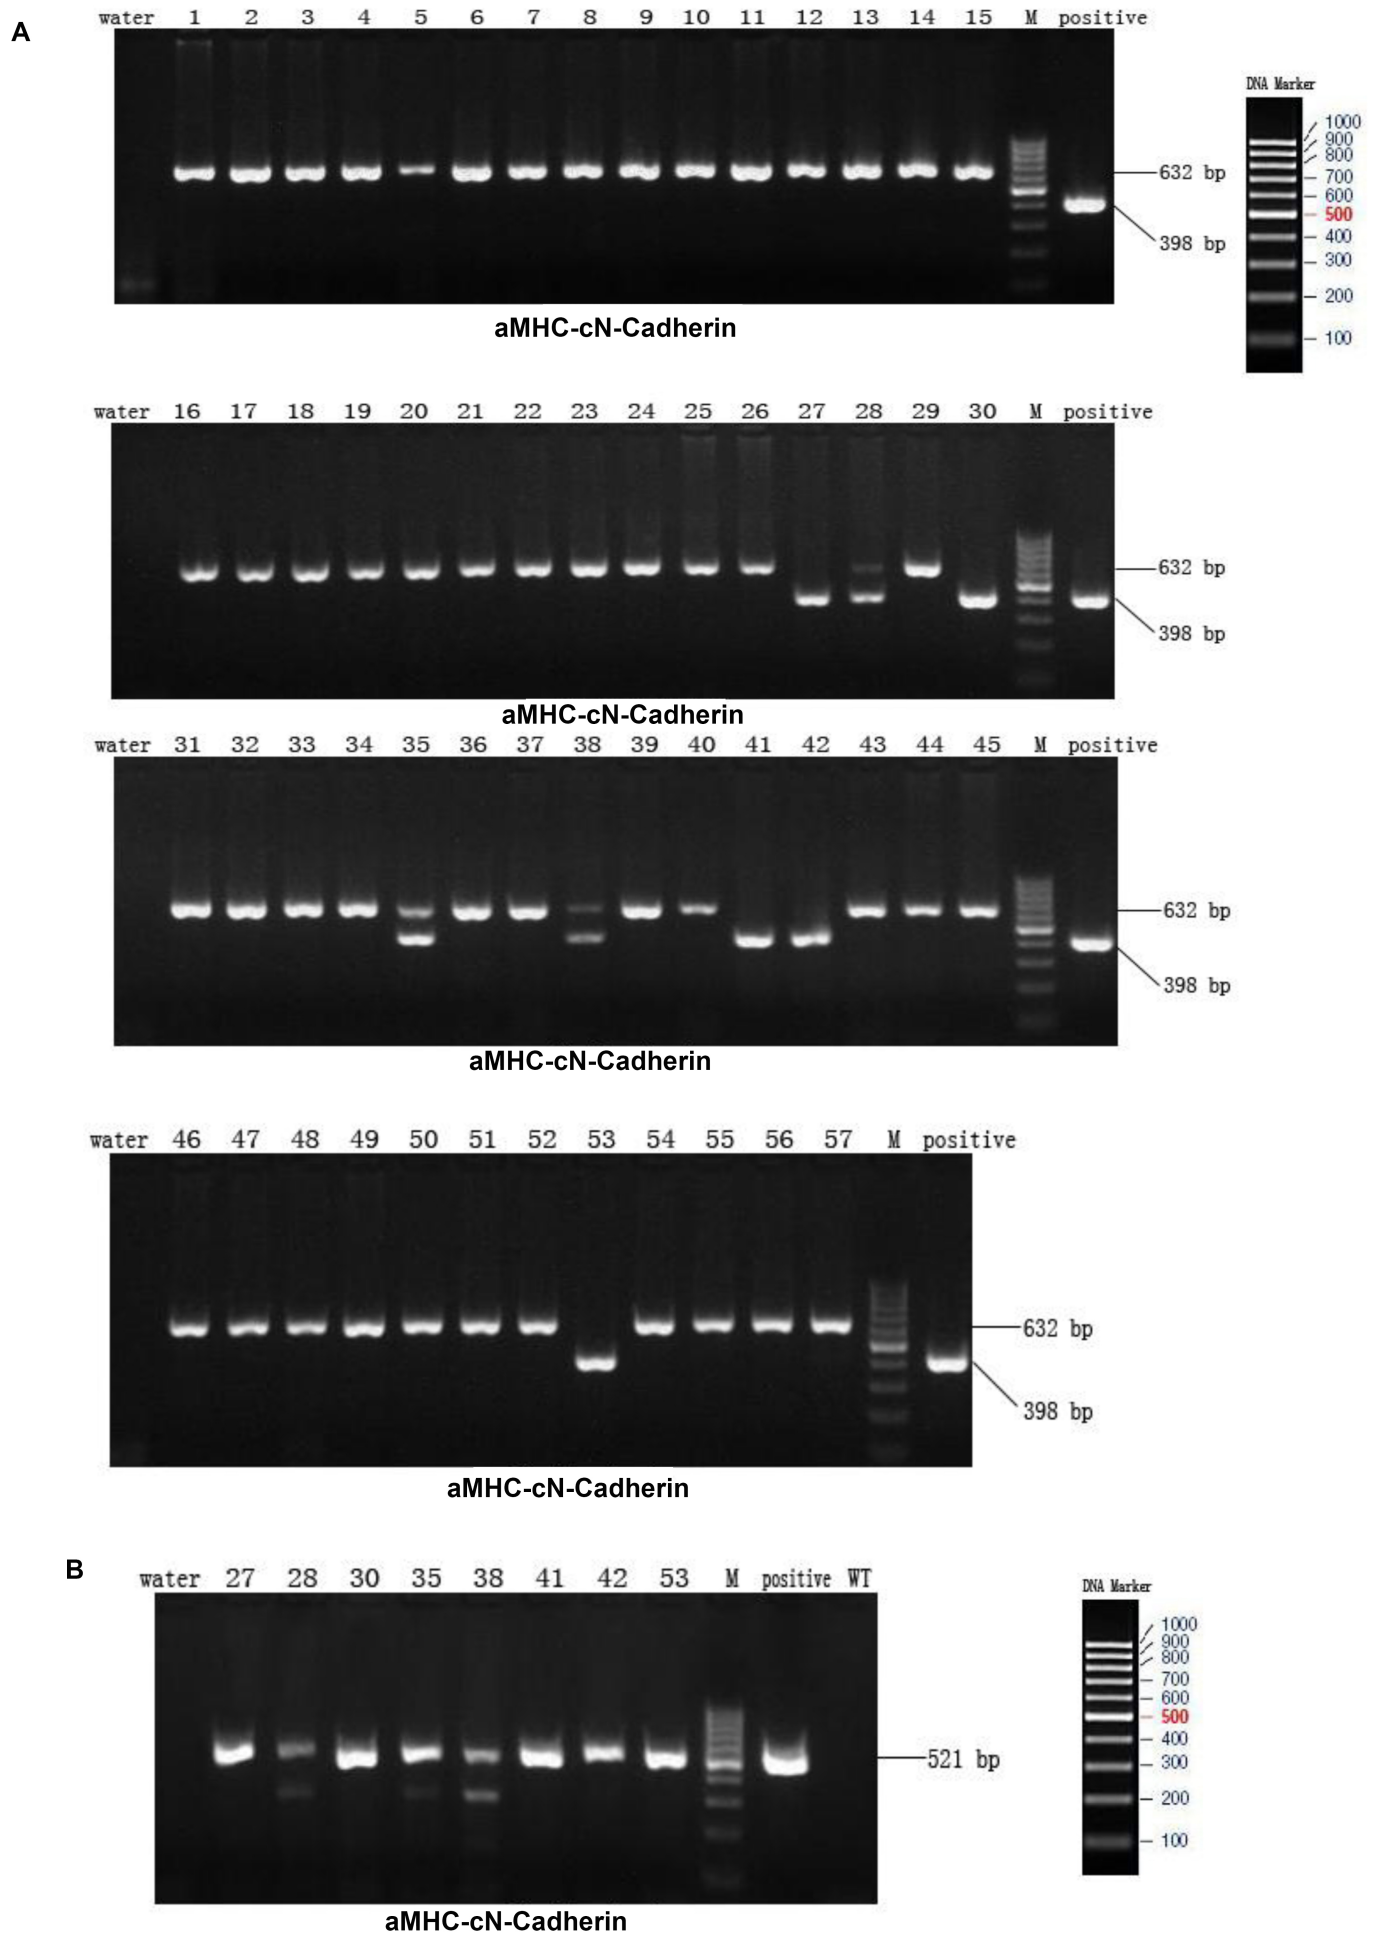 A
water 1 2 3 4 5 6 7 8 9 10 11 12 13 14 15 M positive
632 bp
398 bp
aMHC-cN-Cadherin
DNA Marker
1000
900
800
700
600
500
400
300
200
100
water 16 17 18 19 20 21 22 23 24 25 26 27 28 29 30 M positive
632 bp
398 bp
aMHC-cN-Cadherin
water 31 32 33 34 35 36 37 38 39 40 41 42 43 44 45 M positive
632 bp
398 bp
aMHC-cN-Cadherin
water 46 47 48 49 50 51 52 53 54 55 56 57 M positive
632 bp
398 bp
aMHC-cN-Cadherin
B
water 27 28 30 35 38 41 42 53 M positive WT
521 bp
aMHC-cN-Cadherin
DNA Marker
1000
900
800
700
600
500
400
300
200
100